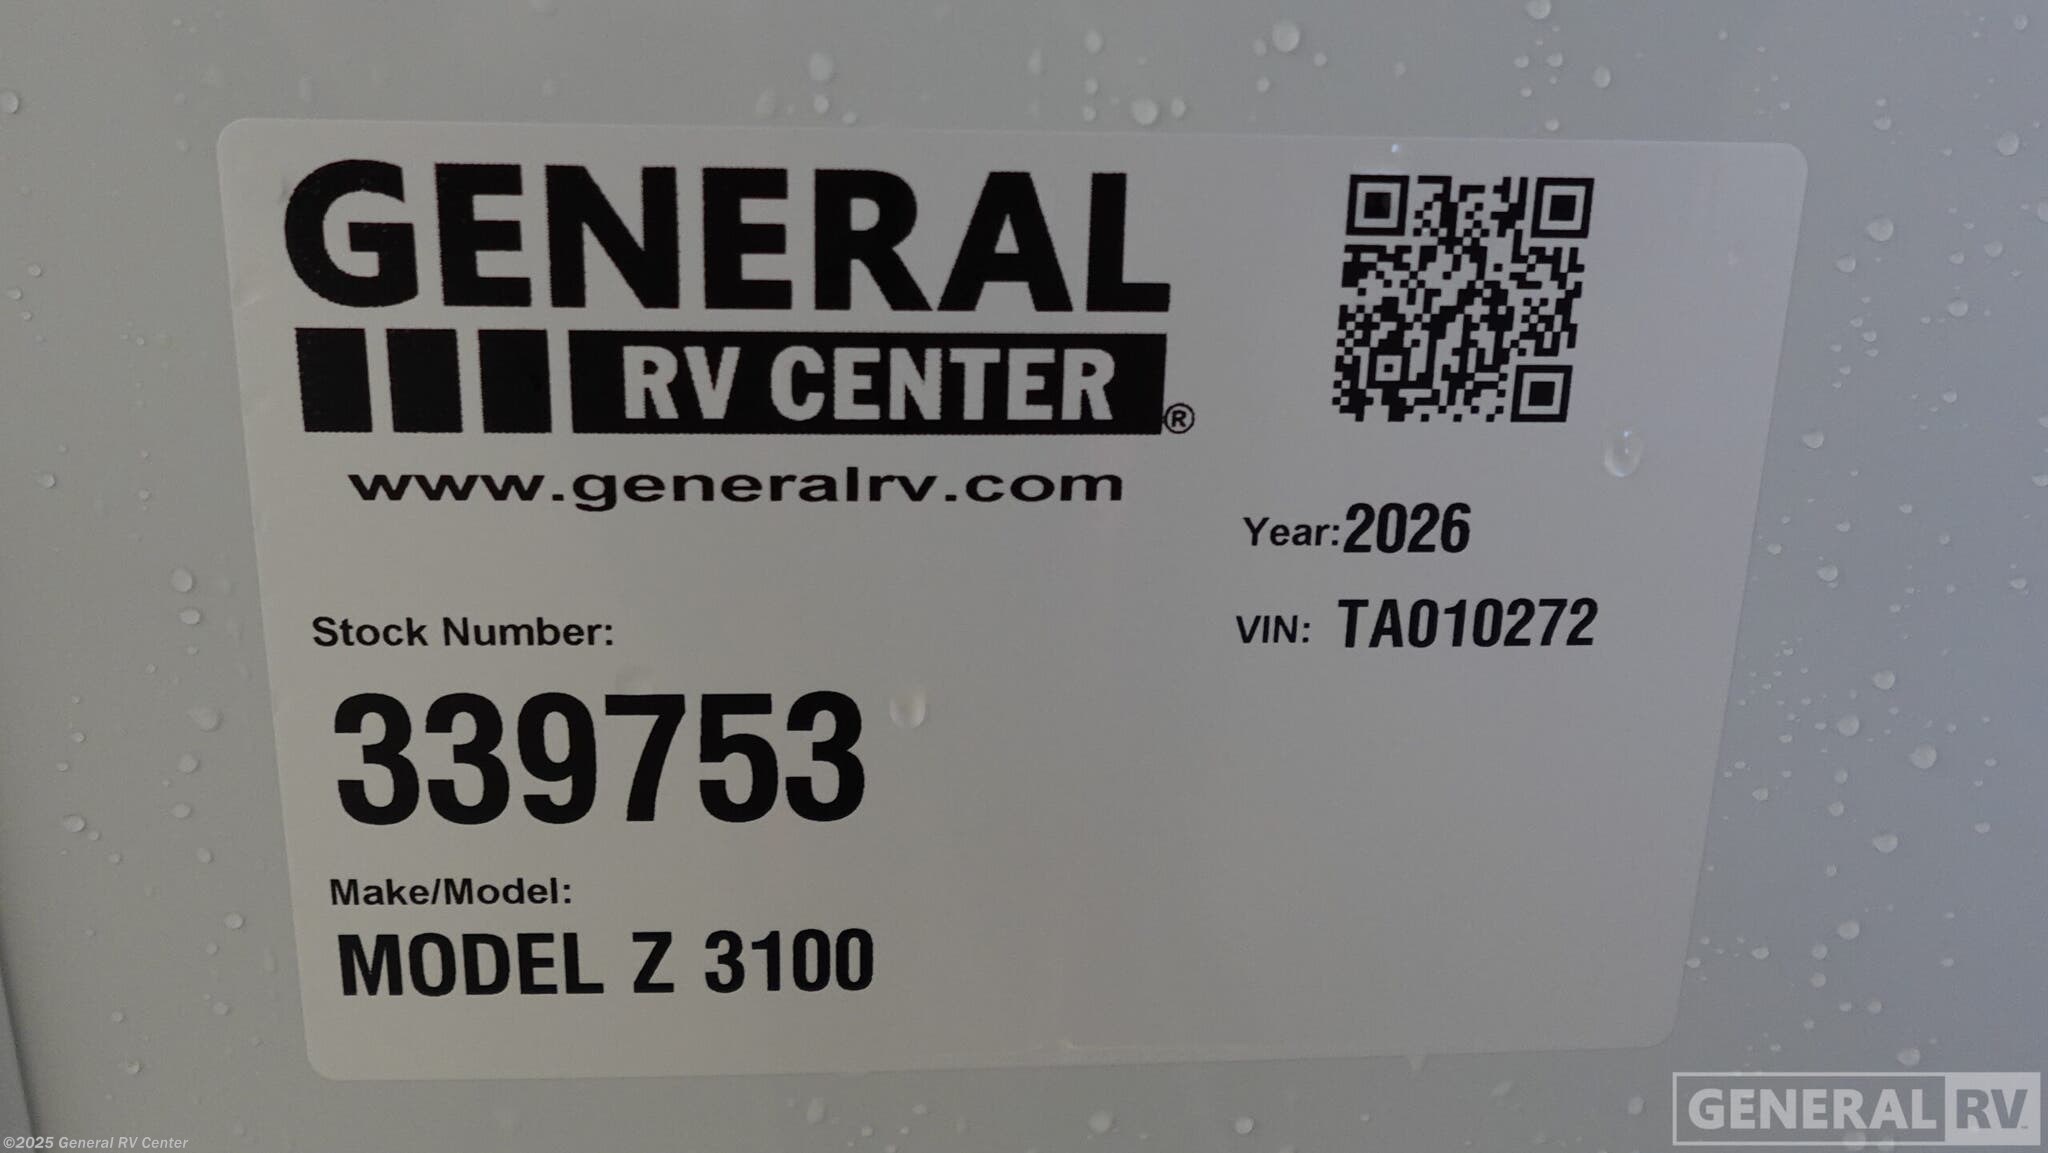 GENERAL
RV CENTER®
www.generalrv.com
Year: 2026
VIN: TA010272
Stock Number:
339753
Make/Model:
MODEL Z 3100
GENERAL RV
©2025 General RV Center